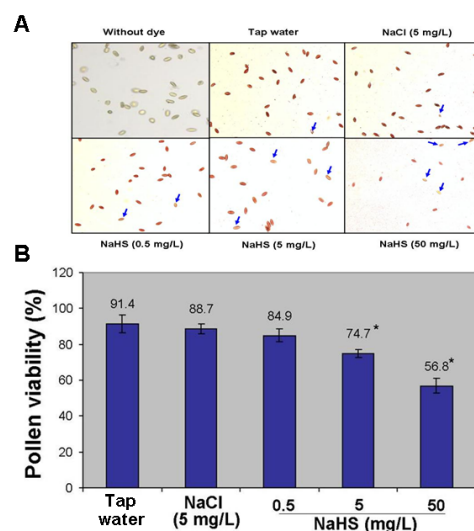 A
Without dye
Tap water
NaCl (5 mg/L)
NaHS (0.5 mg/L)
NaHS (5 mg/L)
NaHS (50 mg/L)
B
Pollen viability (%)
120
100
80
60
40
20
0
91.4
88.7
84.9
74.7*
56.8*
Tap water
NaCl (5 mg/L)
0.5
5
50
NaHS (mg/L)